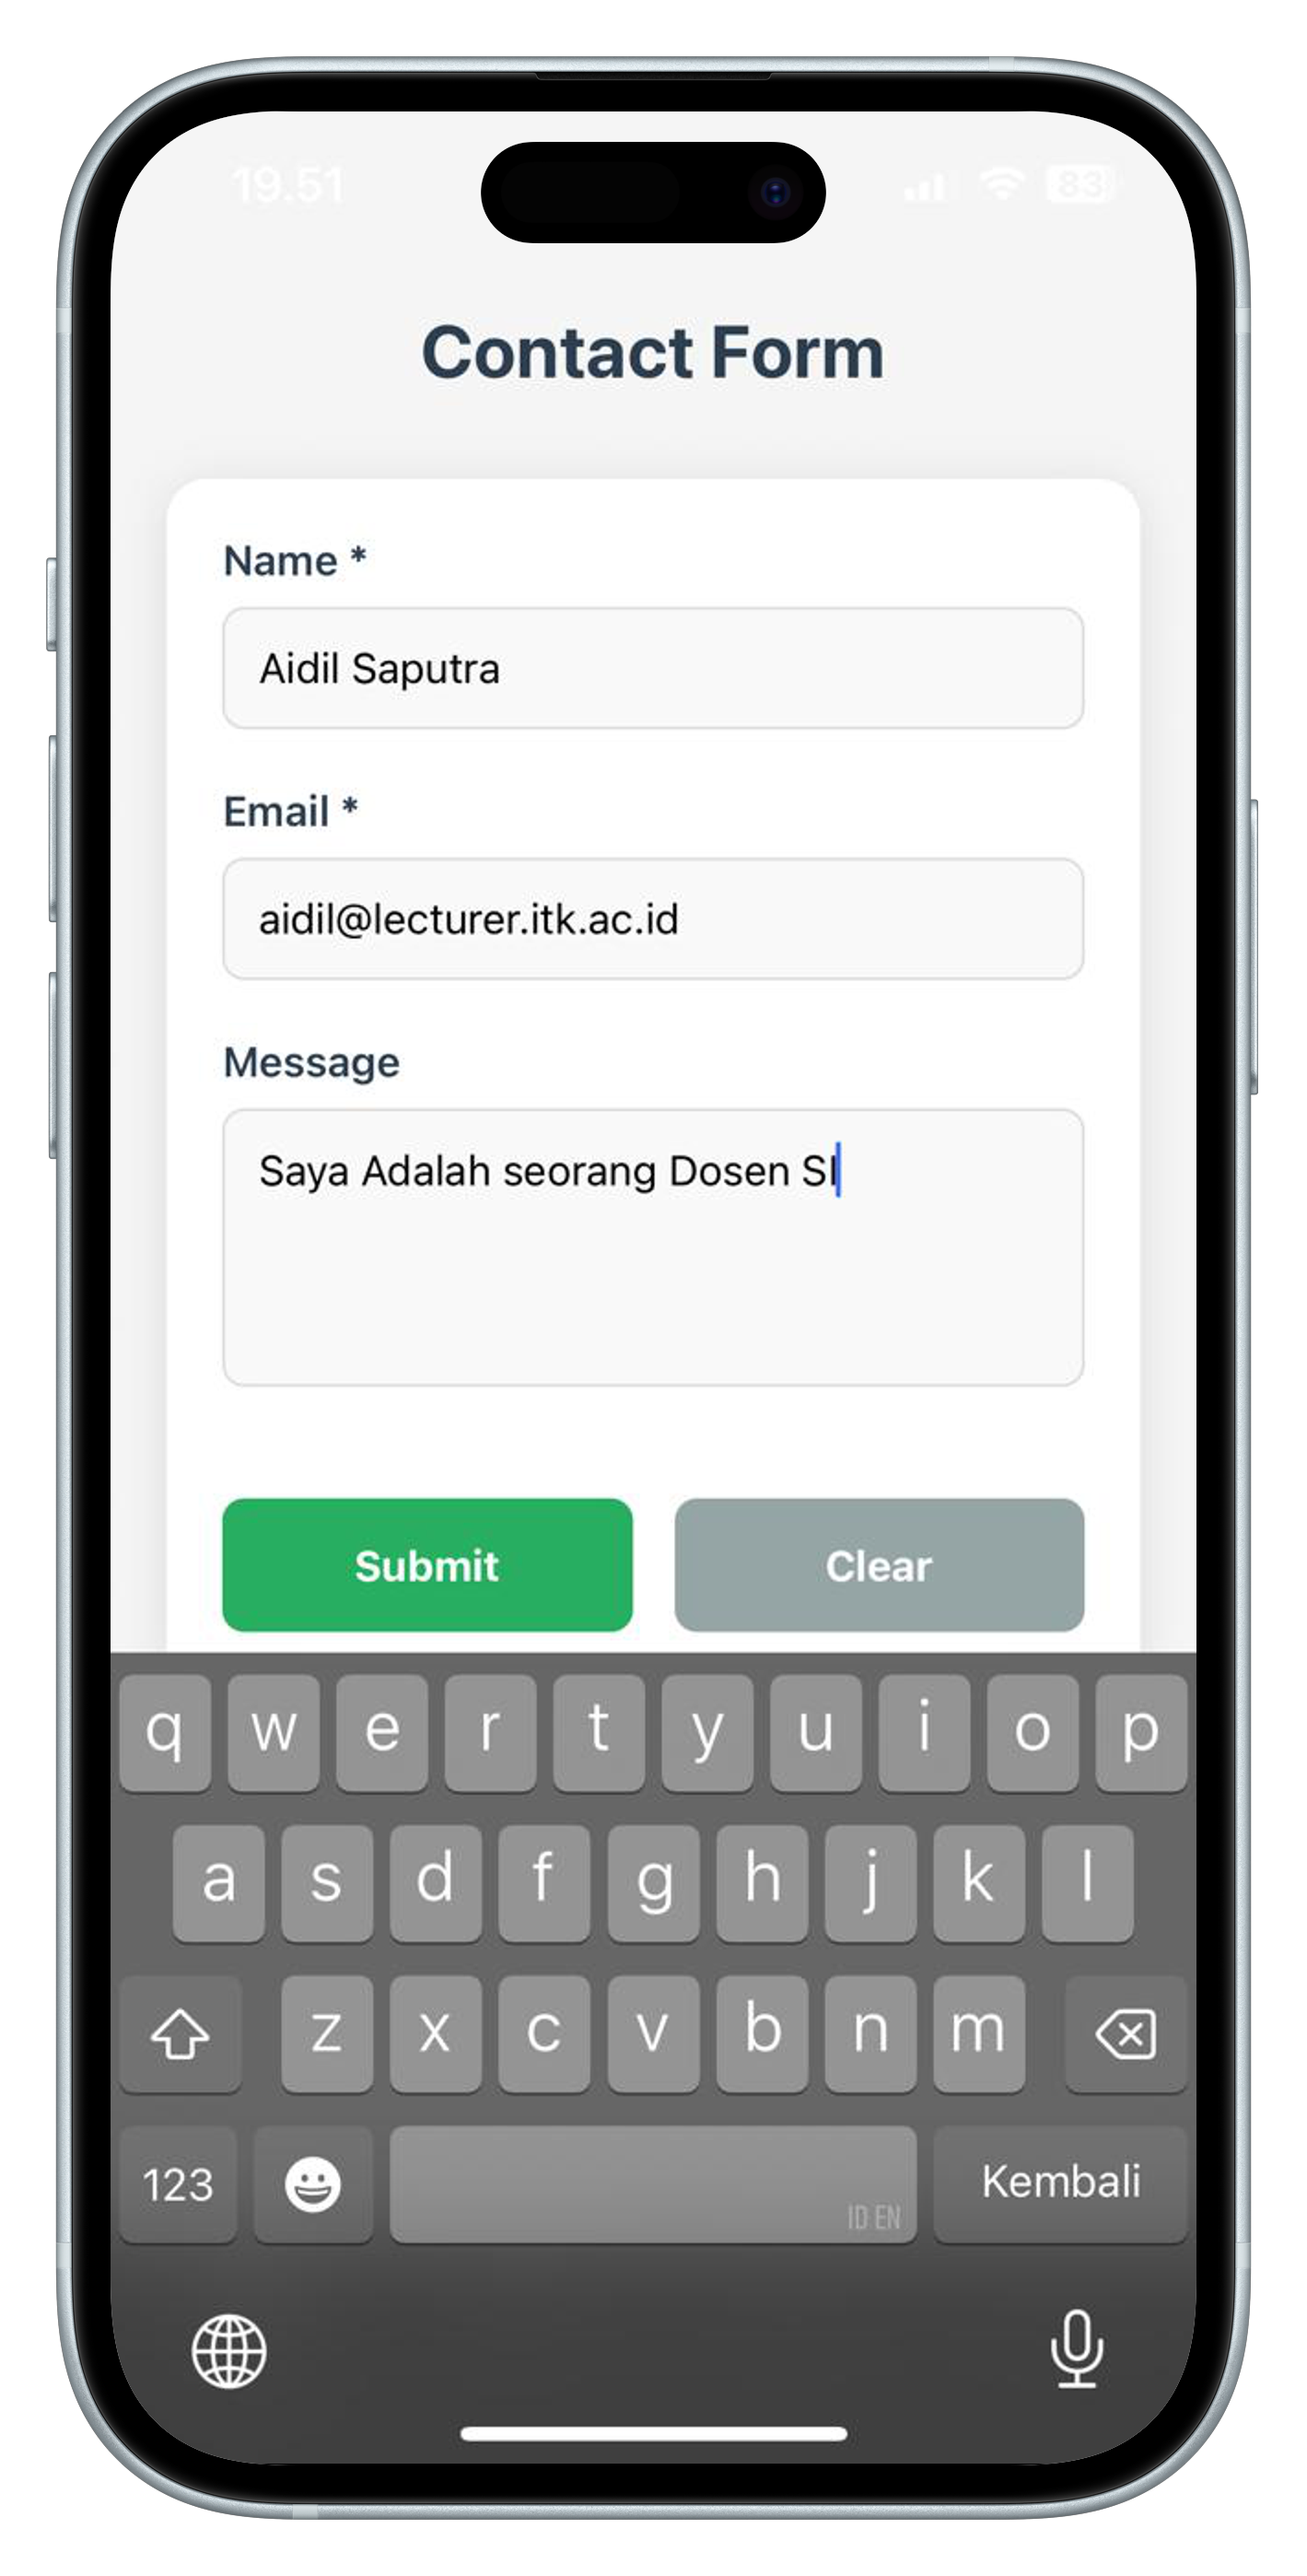 19.51
83
Contact Form
Name *
Aidil Saputra
Email *
aidil@lecturer.itk.ac.id
Message
Saya Adalah seorang Dosen SI
Submit
Clear
q w e r t y u i o p
a s d f g h j k l
z x c v b n m
123
ID EN
Kembali